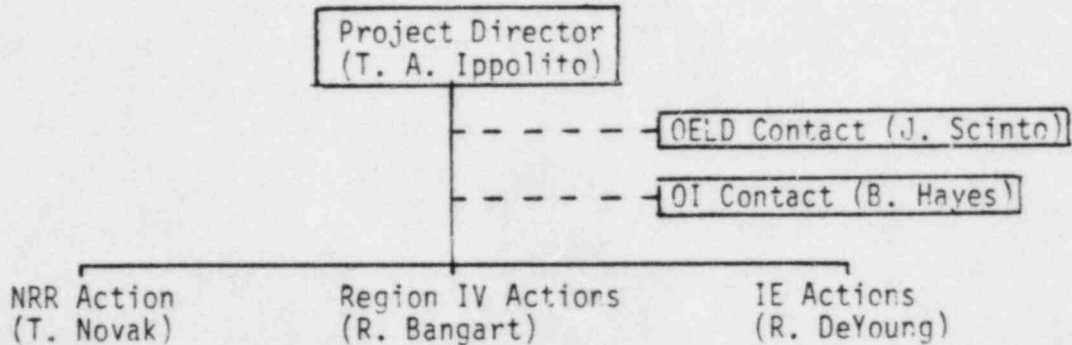 Project Director
(T. A. Ippolito)
OELD Contact (J. Scinto)
OI Contact (B. Hayes)
NRR Action
(T. Novak)
Region IV Actions
(R. Bangart)
IE Actions
(R. DeYoung)